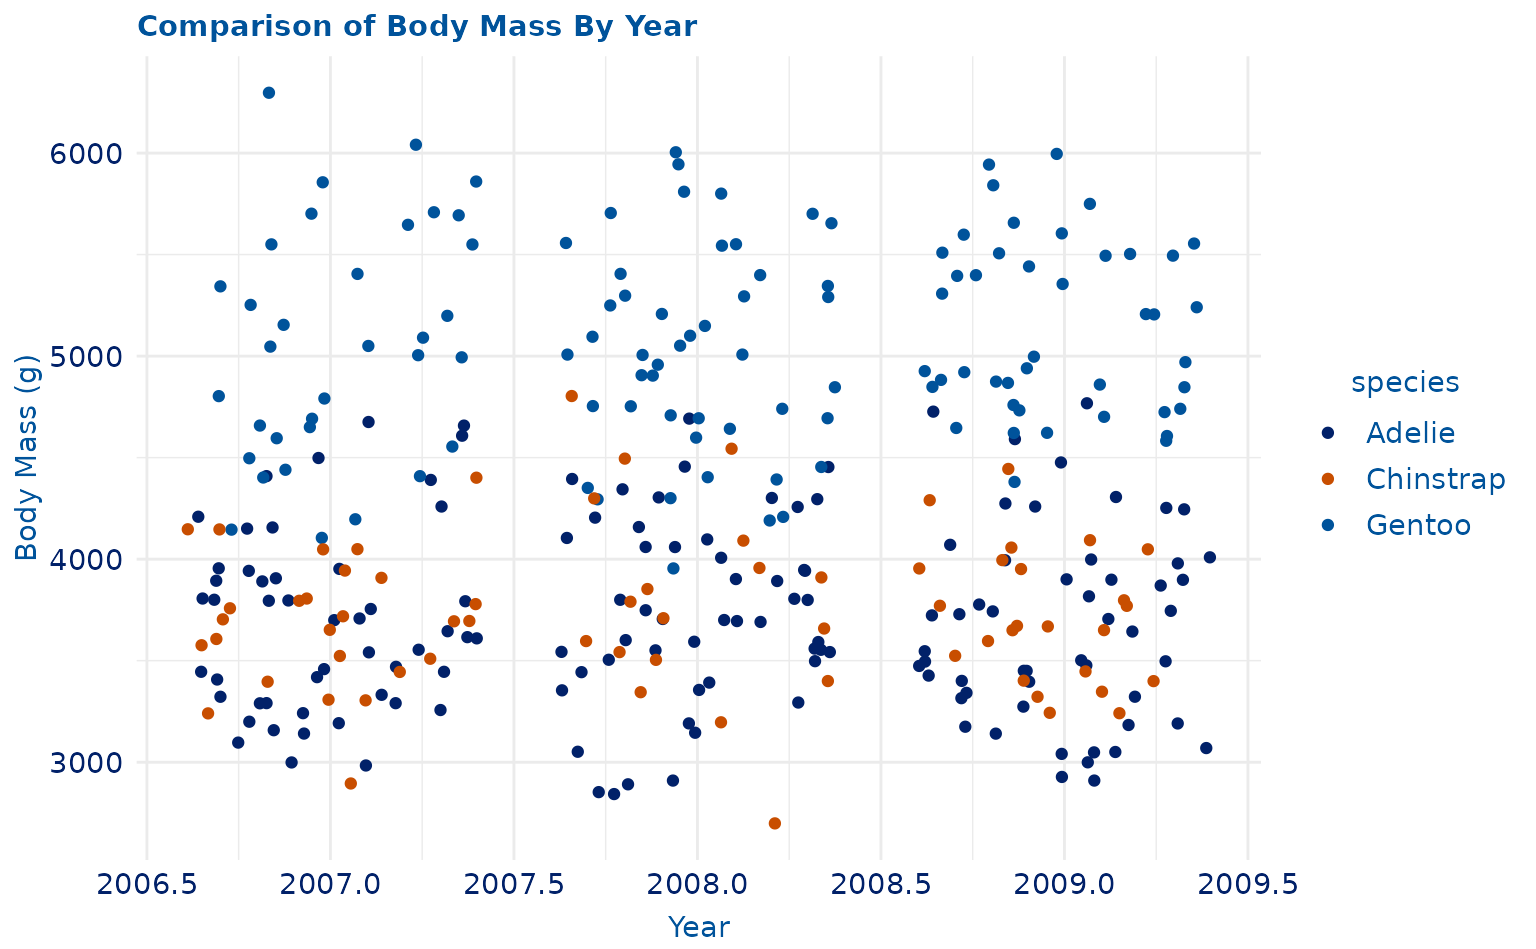 Comparison of Body Mass By Year
Body Mass (g)
6000
5000
4000
3000
2006.5 2007.0 2007.5 2008.0 2008.5 2009.0 2009.5
Year
species
Adelie
Chinstrap
Gentoo